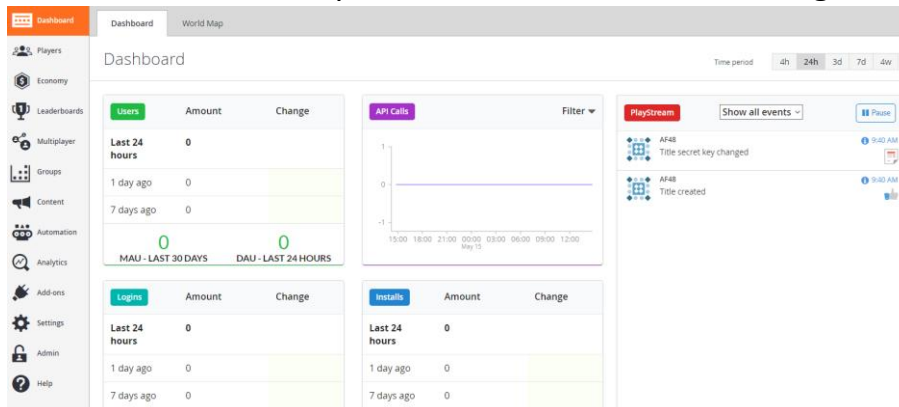 Dashboard
Players
Economy
Leaderboards
Multiplayer
Groups
Content
Automation
Analytics
Add-ons
Settings
Admin
Help
Dashboard World Map
Dashboard
Time period 4h 24h 3d 7d 4w
Users Amount Change
Last 24 hours 0
1 day ago 0
7 days ago 0
0 0
MAU - LAST 30 DAYS DAU - LAST 24 HOURS
API Calls Filter
1
0
-1
15:00 18:00 21:00 00:00 03:00 06:00 09:00 12:00
May 15
PlayStream Show all events Pause
AF48 9:40 AM
Title secret key changed
AF48 9:40 AM
Title created
Logins Amount Change
Last 24 hours 0
1 day ago 0
7 days ago 0
Installs Amount Change
Last 24 hours 0
1 day ago 0
7 days ago 0